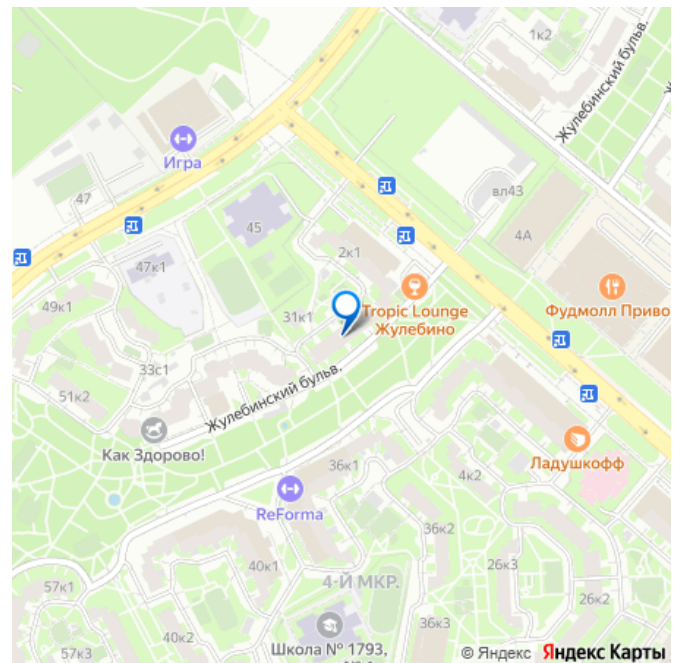 1к2
Жулебинский бульв.
Игра
47
вл43
45
4А
2к1
47к1
Tropic Lounge
Жулебино
Фудмолл Приво
49к1
31к1
33с1
51к2
Жулебинский бульв.
Как Здорово!
Ладушкофф
36к1
4к2
ReForma
36к2
40к1
26к3
57к1
4-Й МКР.
26к2
40к2
36к3
57к3
Школа № 1793,
© Яндекс Яндекс Карты